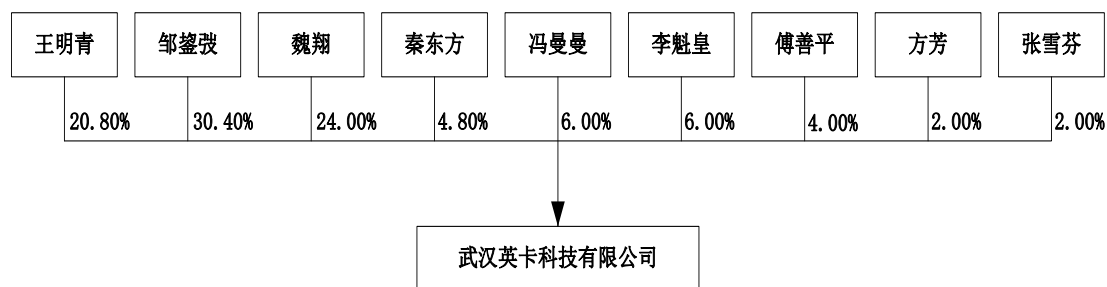 王明青 邹鋆弢 魏翔 秦东方 冯曼曼 李魁皇 傅善平 方芳 张雪芬
20.80% 30.40% 24.00% 4.80% 6.00% 6.00% 4.00% 2.00% 2.00%
武汉英卡科技有限公司